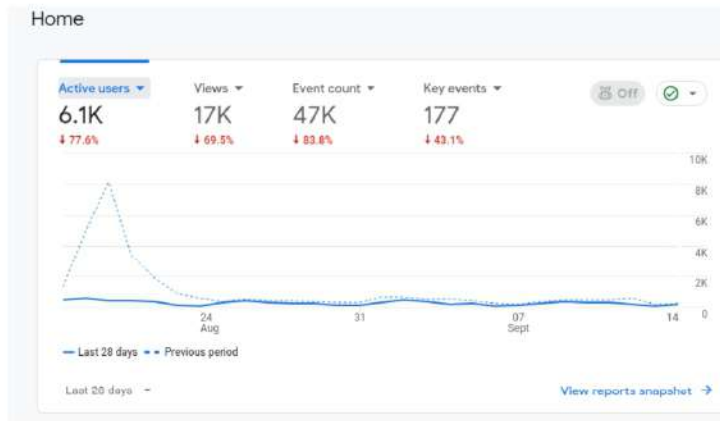 Home
Active users
Views
Event count
Key events
Off
6.1K
17K
47K
177
77.6%
69.5%
83.8%
43.1%
10K
8K
6K
4K
2K
0
24
Aug
31
07
Sept
14
Last 28 days
Previous period
Last 28 days
View reports snapshot